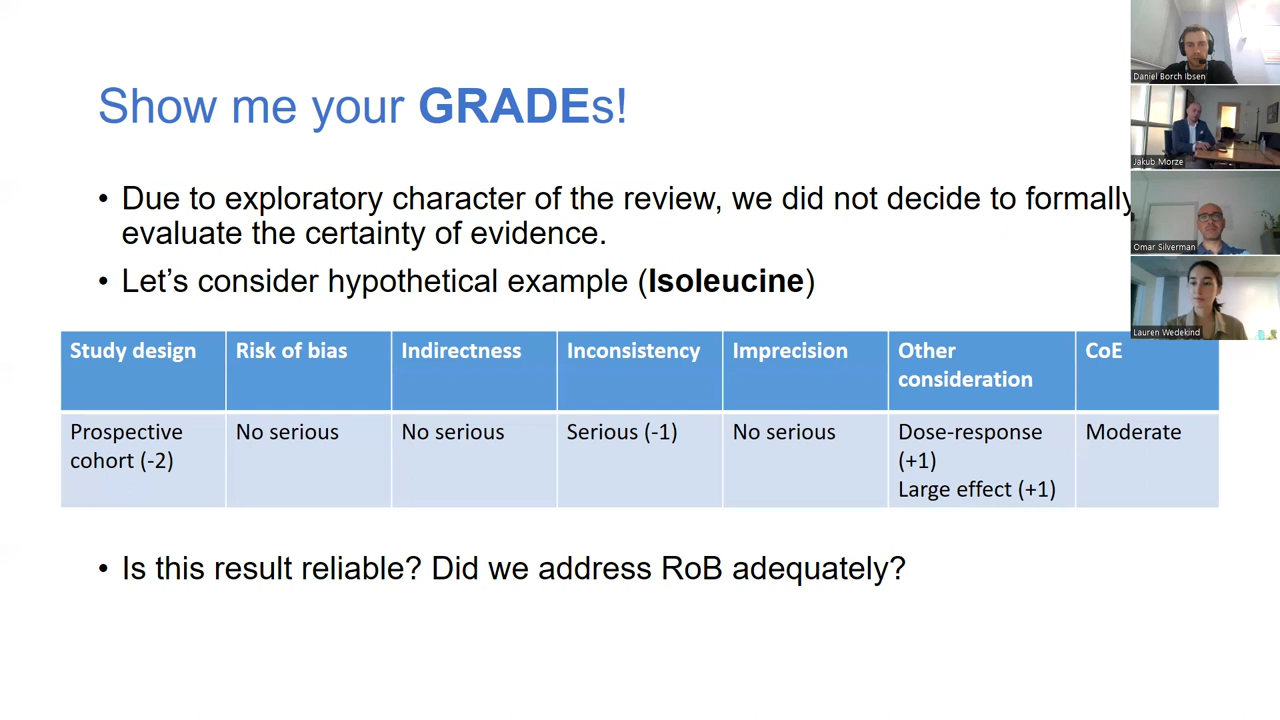 Show me your GRADEs!
• Due to exploratory character of the review, we did not decide to formally
evaluate the certainty of evidence.
• Let’s consider hypothetical example (Isoleucine)
Study design
Risk of bias
Indirectness
Inconsistency
Imprecision
Other
consideration
CoE
Prospective
cohort (-2)
No serious
No serious
Serious (-1)
No serious
Dose-response
(+1)
Large effect (+1)
Moderate
• Is this result reliable? Did we address RoB adequately?
Daniel Borch Ibsen
Jakub Morze
Omar Silverman
Lauren Wedekind